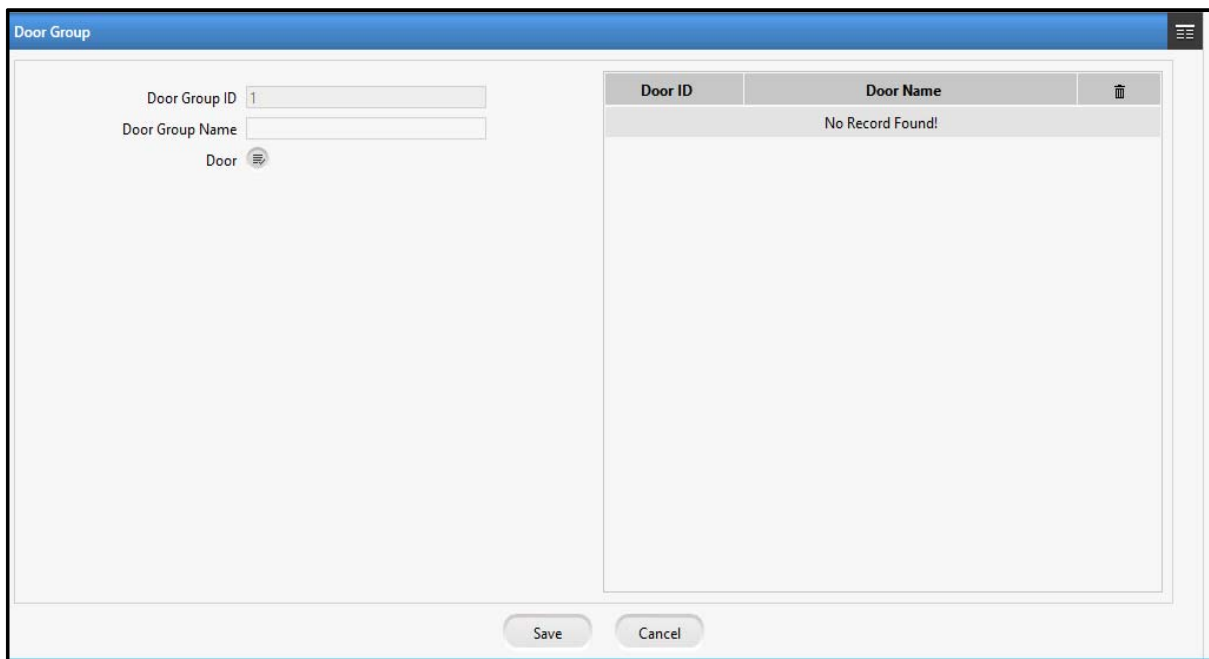 Door Group
Door Group ID 1
Door Group Name
Door
Door ID Door Name
No Record Found!
Save Cancel